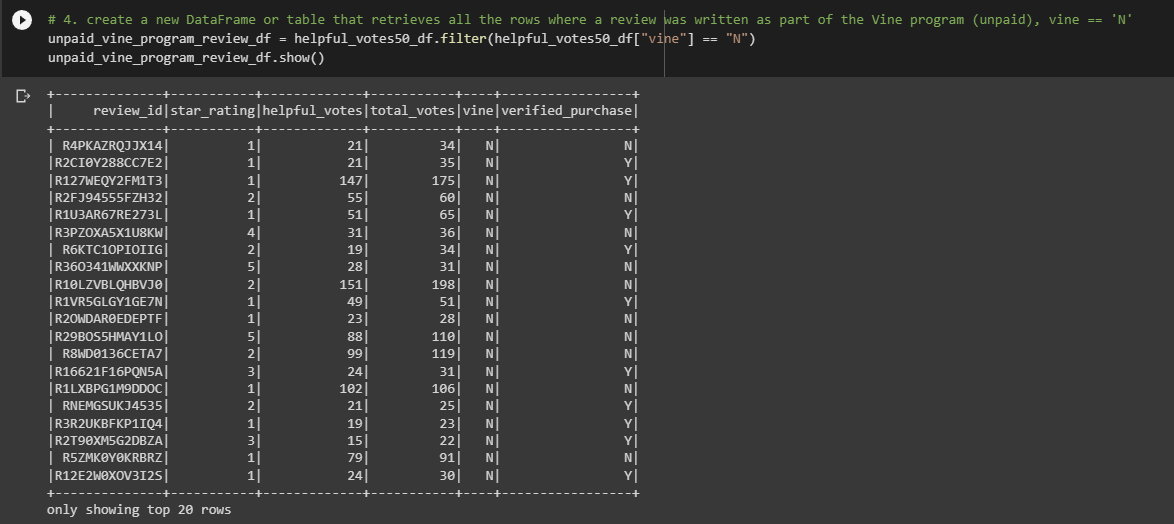 # 4. create a new DataFrame or table that retrieves all the rows where a review was written as part of the Vine program (unpaid), vine == 'N'
unpaid_vine_program_review_df = helpful_votes50_df.filter(helpful_votes50_df["vine"] == "N")
unpaid_vine_program_review_df.show()
+--------------+-----------+-------------+-----------+----+-----------------+
|     review_id|star_rating|helpful_votes|total_votes|vine|verified_purchase|
+--------------+-----------+-------------+-----------+----+-----------------+
| R4PKAZRQJJX14|          1|           21|         34|   N|                N|
|R2CI0Y288CC7E2|          1|           21|         35|   N|                Y|
|R127WEQY2FM1T3|          1|          147|        175|   N|                Y|
|R2FJ94555FZH32|          2|           55|         60|   N|                N|
|R1U3AR67RE273L|          1|           51|         65|   N|                Y|
|R3PZOXA5X1U8KW|          4|           31|         36|   N|                N|
| R6KTC1OPIOIIG|          2|           19|         34|   N|                Y|
|R36O341WWXXKNP|          5|           28|         31|   N|                N|
|R10LZVBLQHBVJ0|          2|          151|        198|   N|                N|
|R1VR5GLGY1GE7N|          1|           49|         51|   N|                Y|
|R2OWDAR0EDEPTF|          1|           23|         28|   N|                N|
|R29BOS5HMAY1LO|          5|           88|        110|   N|                N|
| R8WD0136CETA7|          2|           99|        119|   N|                N|
|R16621F16PQN5A|          3|           24|         31|   N|                Y|
|R1LXBPG1M9DDOC|          1|          102|        106|   N|                N|
| RNEMGSUKJ4535|          2|           21|         25|   N|                Y|
|R3R2UKBFKP1IQ4|          1|           19|         23|   N|                Y|
|R2T90XM5G2DBZA|          3|           15|         22|   N|                Y|
| R5ZMK0Y0KRBRZ|          1|           79|         91|   N|                N|
|R12E2W0XOV3I2S|          1|           24|         30|   N|                Y|
+--------------+-----------+-------------+-----------+----+-----------------+
only showing top 20 rows